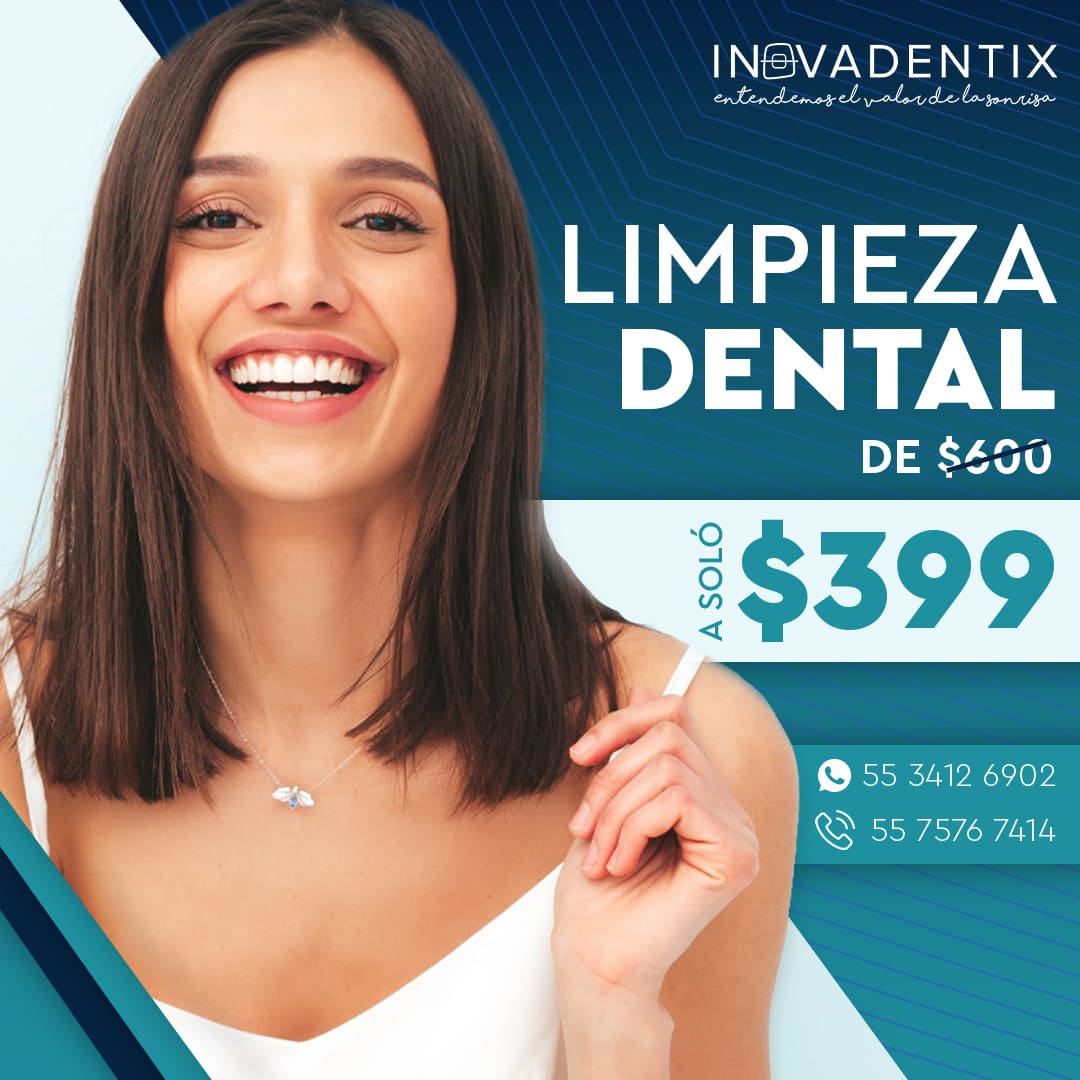 INOVADENTIX
entendemos el valor de la sonrisa
LIMPIEZA
DENTAL
DE $600
A SOLÓ
$399
55 3412 6902
55 7576 7414